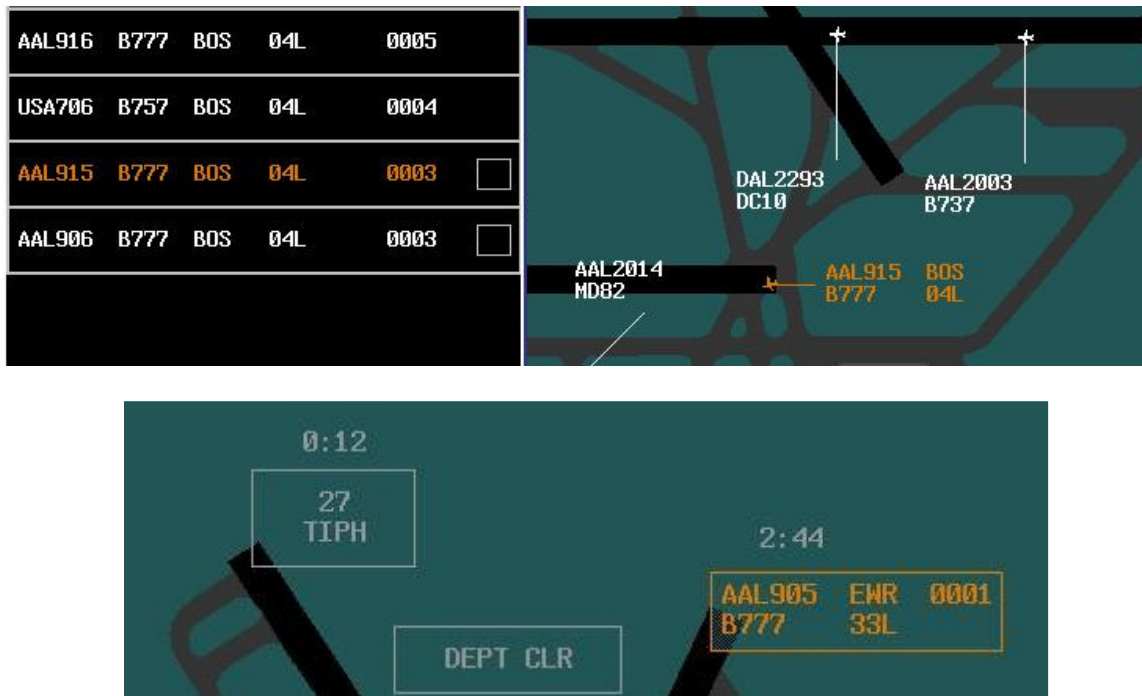 AAL916 B777 BOS 04L 0005
USA706 B757 BOS 04L 0004
AAL915 B777 BOS 04L 0003
AAL906 B777 BOS 04L 0003
DAL2293
DC10
AAL2003
B737
AAL2014
MD82
AAL915 BOS
B777 04L
0:12
27
TIPH
2:44
AAL905 EWR 0001
B777 33L
DEPT CLR